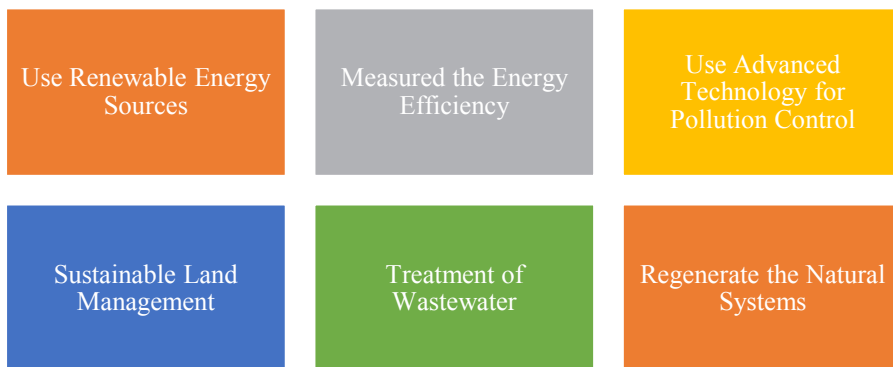 Use Renewable Energy
Sources
Measured the Energy
Efficiency
Use Advanced
Technology for
Pollution Control
Sustainable Land
Management
Treatment of
Wastewater
Regenerate the Natural
Systems